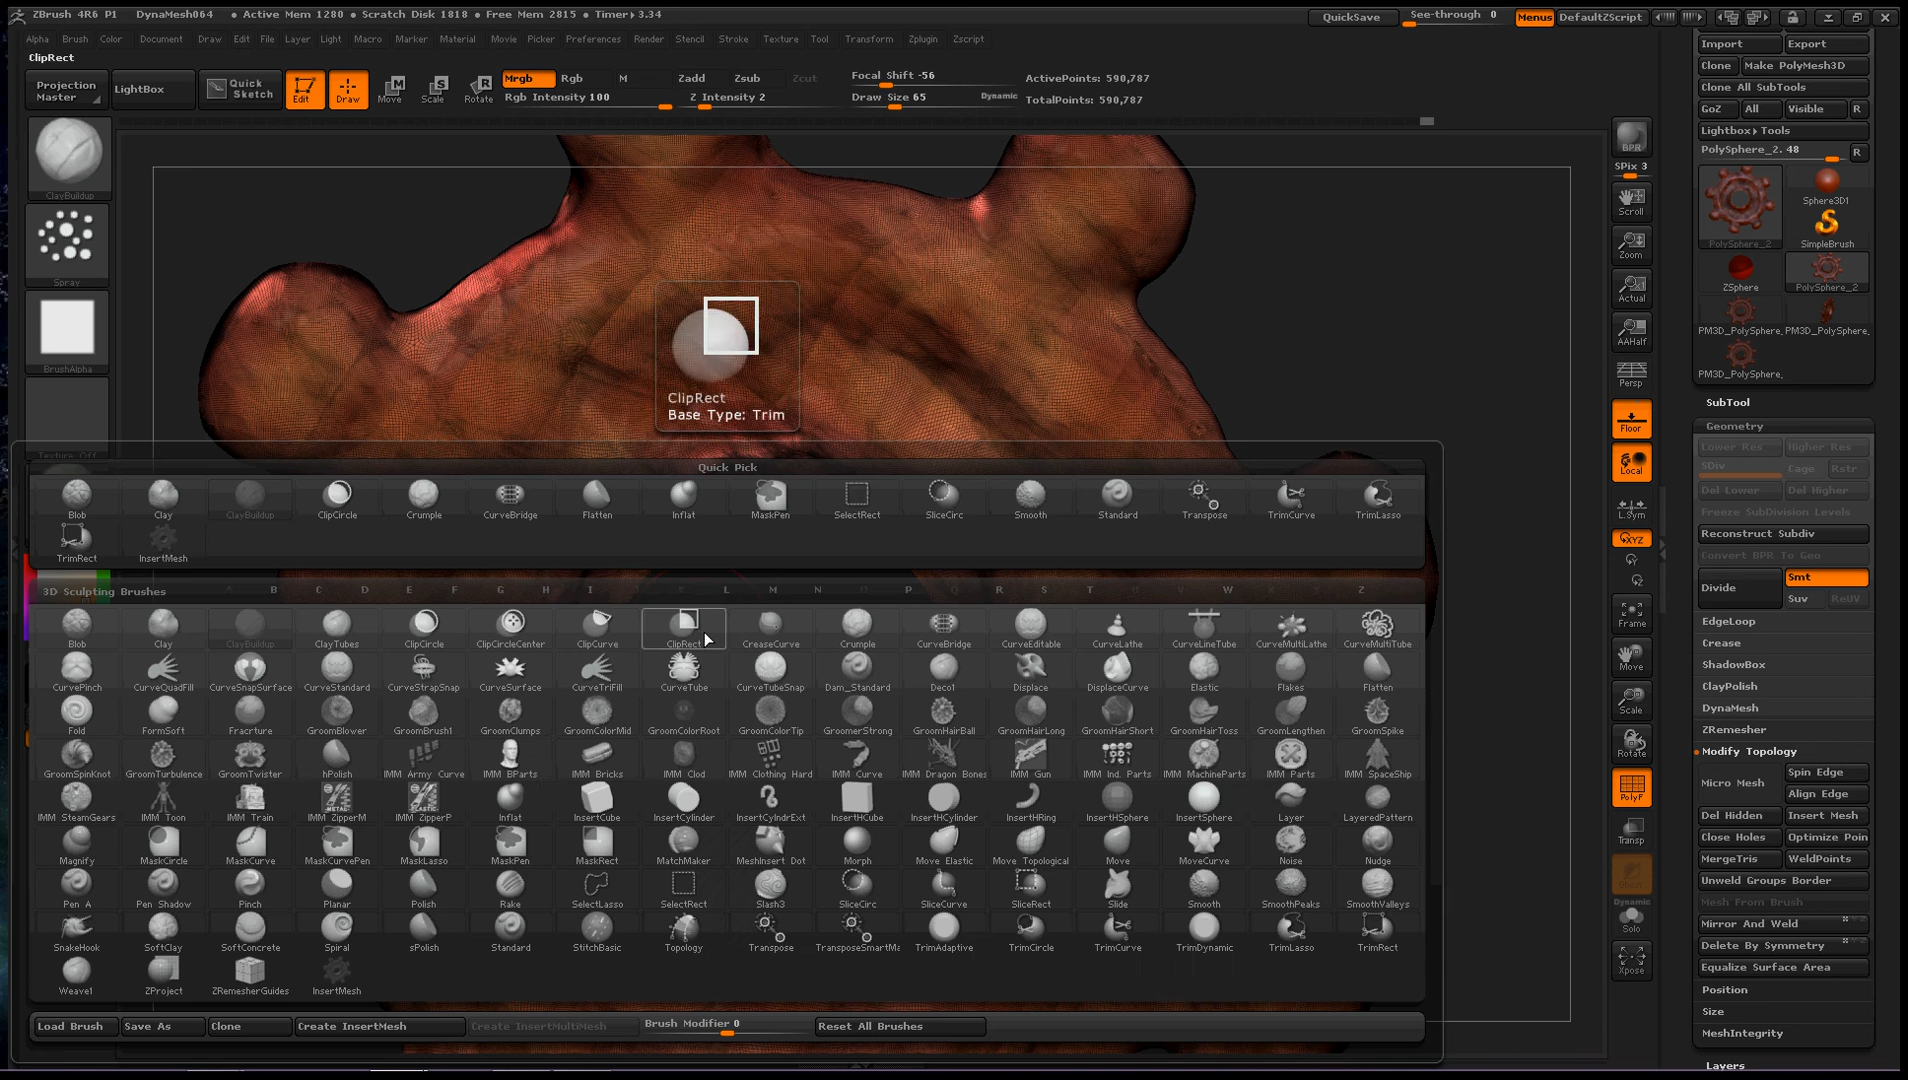 ZBrush 4R6 P1 DynaMesh064 • Active Mem 1280 • Scratch Disk 1818 • Free Mem 2815 • Timer▸3.34 QuickSave See-through 0 Menus DefaultZScript
Alpha Brush Color Document Draw Edit File Layer Light Macro Marker Material Movie Picker Preferences Render Stencil Stroke Texture Tool Transform Zplugin Zscript
ClipRect
Projection Master
LightBox
Quick Sketch
Edit Draw Move Scale Rotate
Mrgb Rgb M Zadd Zsub Zcut
Rgb Intensity 100 Z Intensity 2
Focal Shift -56
Draw Size 65 Dynamic
ActivePoints: 590,787
TotalPoints: 590,787
ClayBuildup
Spray
BrushAlpha
Texture Off
ClipRect
Base Type: Trim
Quick Pick
Blob Clay ClayBuildup ClipCircle Crumple CurveBridge Flatten Inflat MaskPen SelectRect SliceCirc Smooth Standard Transpose TrimCurve TrimLasso
TrimRect InsertMesh
3D Sculpting Brushes A B C D E F G H I K L M N O P Q R S T U W X Z
Blob Clay ClayBuildup ClayTubes ClipCircle ClipCircleCenter ClipCurve ClipRect CreaseCurve Crumple CurveBridge CurveEditable CurveLathe CurveLineTube CurveMultiLathe CurveMultiTube
CurvePinch CurveQuadFill CurveSnapSurface CurveStandard CurveStrapSnap CurveSurface CurveTriFill CurveTube CurveTubeSnap Dam_Standard Deco1 Displace DisplaceCurve Elastic Flakes Flatten
Fold FormSoft Fracrture GroomBlower GroomBrush1 GroomClumps GroomColorMid GroomColorRoot GroomColorTip GroomerStrong GroomHairBall GroomHairLong GroomHairShort GroomHairToss GroomLengthen GroomSpike
GroomSpinKnot GroomTurbulence GroomTwister hPolish IMM Army Curve IMM BParts IMM Bricks IMM Clod IMM Clothing Hard IMM Curve IMM Dragon Bones IMM Gun IMM Ind. Parts IMM MachineParts IMM Parts IMM SpaceShip
IMM SteamGears IMM Toon IMM Train IMM ZipperM IMM ZipperP Inflat InsertCube InsertCylinder InsertCylndrExt InsertHCube InsertHCylinder InsertHRing InsertHSphere InsertSphere Layer LayeredPattern
Magnify MaskCircle MaskCurve MaskCurvePen MaskLasso MaskPen MaskRect MatchMaker MeshInsert Dot Morph Move Elastic Move Topological Move MoveCurve Noise Nudge
Pen A Pen Shadow Pinch Planar Polish Rake SelectLasso SelectRect Slash3 SliceCirc SliceCurve SliceRect Slide Smooth SmoothPeaks SmoothValleys
SnakeHook SoftClay SoftConcrete Spiral sPolish Standard StitchBasic Topology Transpose TransposeSmartMa TrimAdaptive TrimCircle TrimCurve TrimDynamic TrimLasso TrimRect
Weave1 ZProject ZRemesherGuides InsertMesh
Load Brush Save As Clone Create InsertMesh Create InsertMultiMesh Brush Modifier 0 Reset All Brushes
BPR
SPix 3
Scroll
Zoom
Actual
AAHalf
Persp
Floor
Local
L.Sym
XYZ
Frame
Move
Scale
Rotate
PolyF
Transp
Ghost
Dynamic
Solo
Xpose
Import Export
Clone Make PolyMesh3D
Clone All SubTools
GoZ All Visible R
Lightbox▸Tools
PolySphere_2. 48 R
PolySphere_2 Sphere3D1
SimpleBrush
ZSphere PolySphere_2
PM3D_PolySphere. PM3D_PolySphere.
PM3D_PolySphere.
SubTool
Geometry
Lower Res Higher Res
SDiv Cage Rstr
Del Lower Del Higher
Freeze SubDivision Levels
Reconstruct Subdiv
Convert BPR To Geo
Divide Smt
Suv ReUV
EdgeLoop
Crease
ShadowBox
ClayPolish
DynaMesh
ZRemesher
Modify Topology
Micro Mesh Spin Edge
Align Edge
Del Hidden Insert Mesh
Close Holes Optimize Poin
MergeTris WeldPoints
Unweld Groups Border
Mesh From Brush
Mirror And Weld
Delete By Symmetry
Equalize Surface Area
Position
Size
MeshIntegrity
Layers